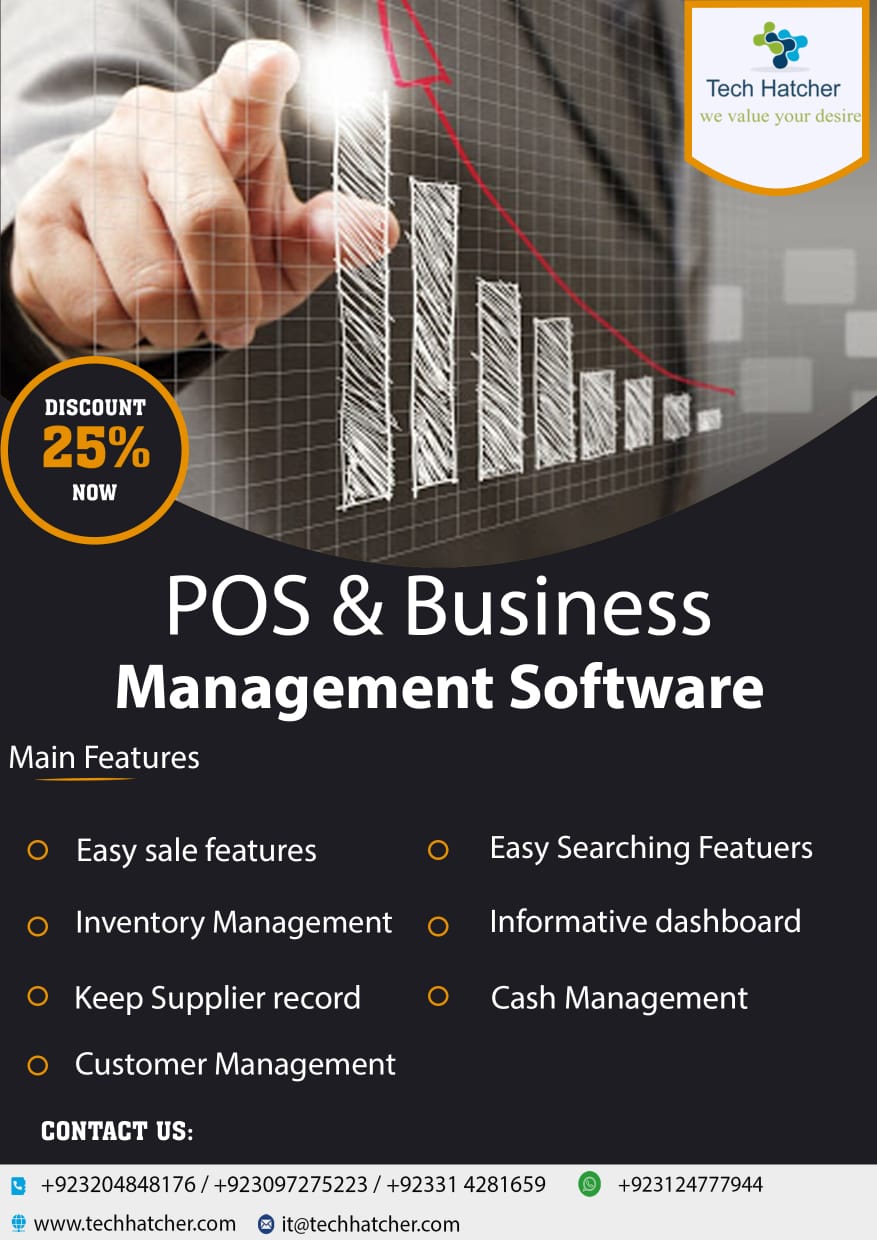 Tech Hatcher
we value your desire
DISCOUNT
25%
NOW
POS & Business
Management Software
Main Features
Easy sale features
Easy Searching Featuers
Inventory Management
Informative dashboard
Keep Supplier record
Cash Management
Customer Management
CONTACT US:
+923204848176 / +923097275223 / +92331 4281659
+923124777944
www.techhatcher.com
it@techhatcher.com